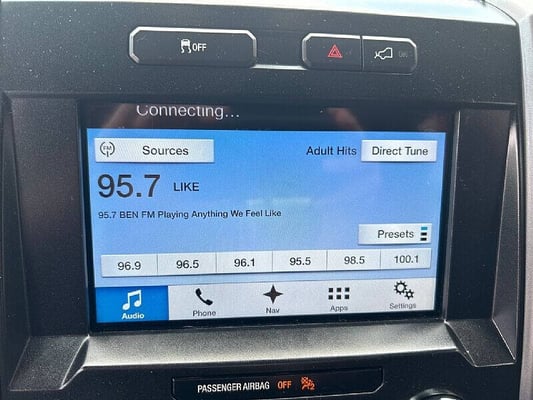 OFF
Connecting...
FM Sources Adult Hits Direct Tune
95.7 LIKE
95.7 BEN FM Playing Anything We Feel Like
Presets
96.9 96.5 96.1 95.5 98.5 100.1
Audio Phone Nav Apps Settings
PASSENGER AIRBAG OFF 2